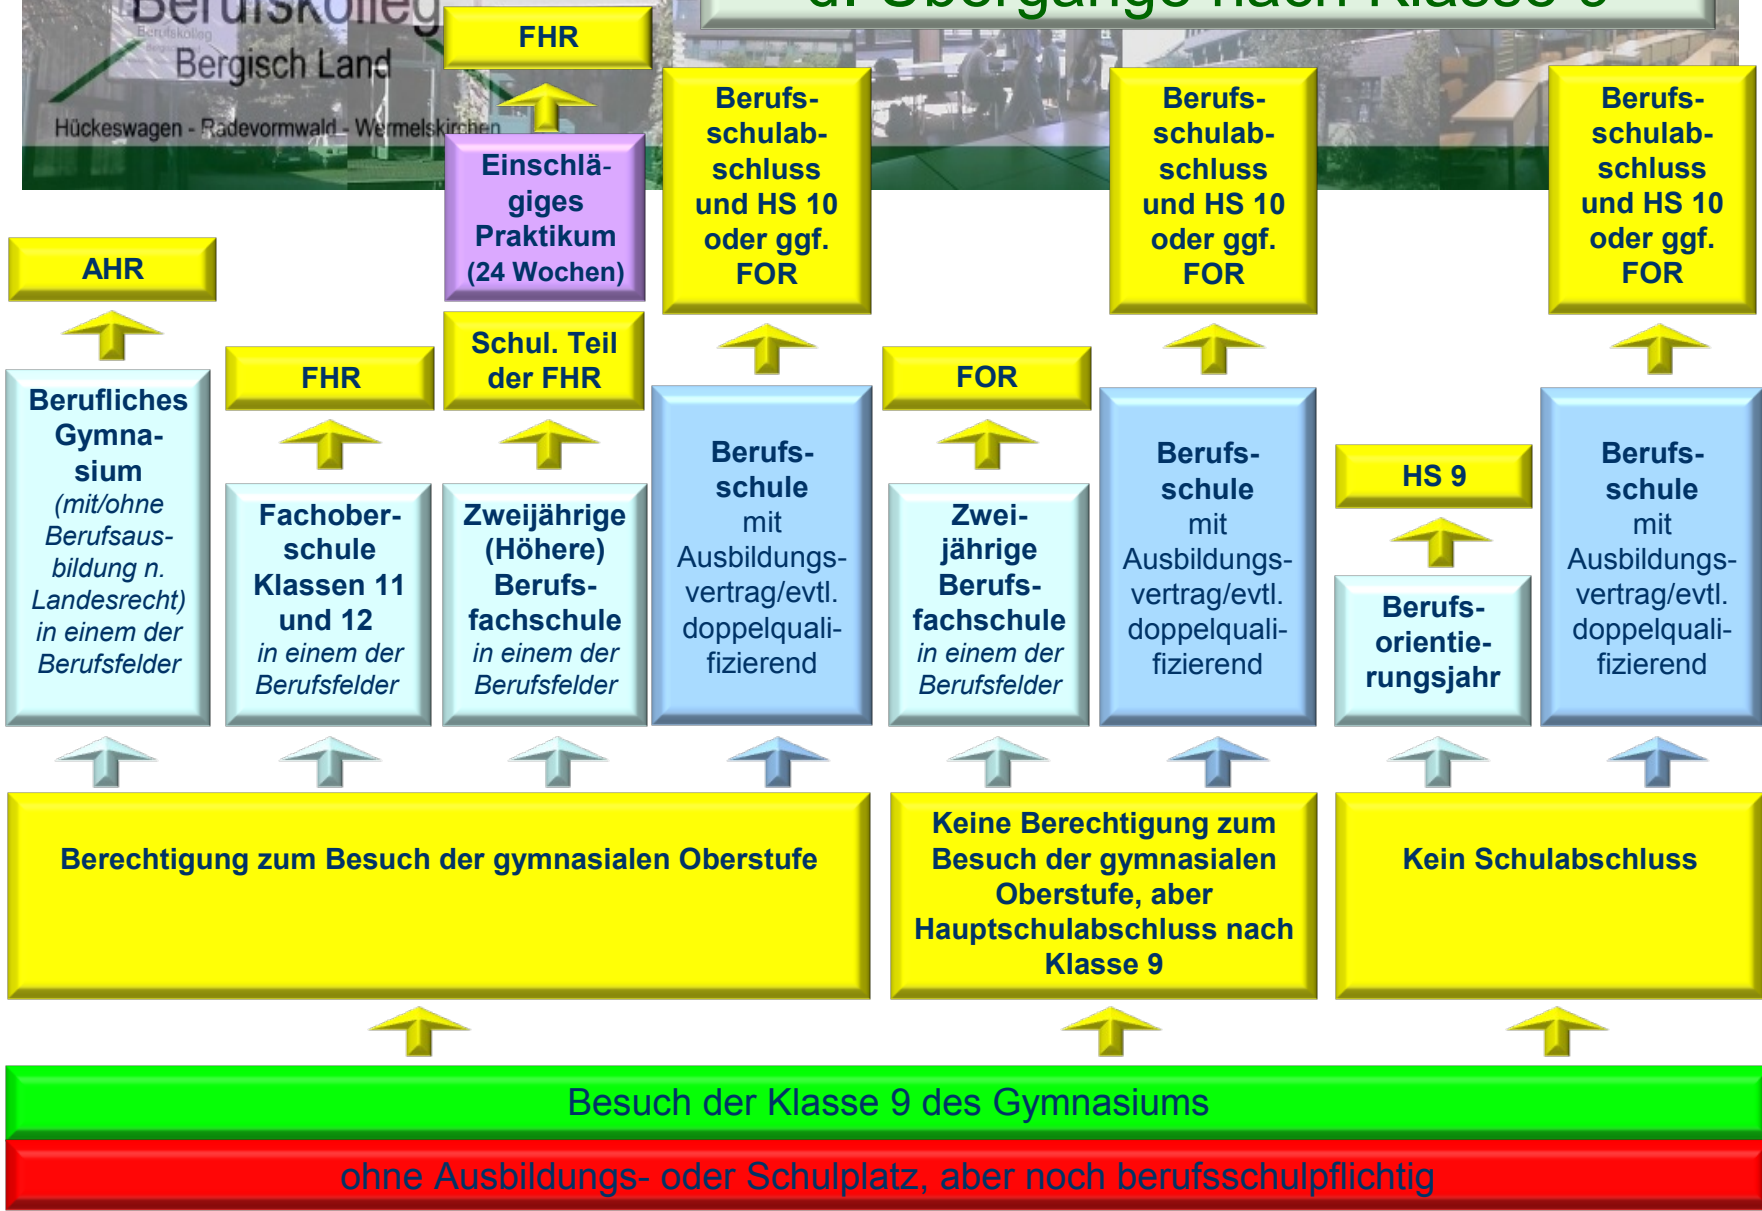 Berufskolleg
Bergisch Land
Hückeswagen - Radevormwald - Wermelskirchen
d. Übergänge nach Klasse
FHR
Einschlä-
giges
Praktikum
(24 Wochen)
Berufs-
schulab-
schluss
und HS 10
oder ggf.
FOR
Berufs-
schulab-
schluss
und HS 10
oder ggf.
FOR
Berufs-
schulab-
schluss
und HS 10
oder ggf.
FOR
AHR
FHR
Schul. Teil
der FHR
FOR
HS 9
Berufliches
Gymna-
sium
(mit/ohne
Berufsaus-
bildung n.
Landesrecht)
in einem der
Berufsfelder
Fachober-
schule
Klassen 11
und 12
in einem der
Berufsfelder
Zweijährige
(Höhere)
Berufs-
fachschule
in einem der
Berufsfelder
Berufs-
schule
mit
Ausbildungs-
vertrag/evtl.
doppelquali-
fizierend
Zwei-
jährige
Berufs-
fachschule
in einem der
Berufsfelder
Berufs-
schule
mit
Ausbildungs-
vertrag/evtl.
doppelquali-
fizierend
Berufs-
orientie-
rungsjahr
Berufs-
schule
mit
Ausbildungs-
vertrag/evtl.
doppelquali-
fizierend
Berechtigung zum Besuch der gymnasialen Oberstufe
Keine Berechtigung zum
Besuch der gymnasialen
Oberstufe, aber
Hauptschulabschluss nach
Klasse 9
Kein Schulabschluss
Besuch der Klasse 9 des Gymnasiums
ohne Ausbildungs- oder Schulplatz, aber noch berufsschulpflichtig